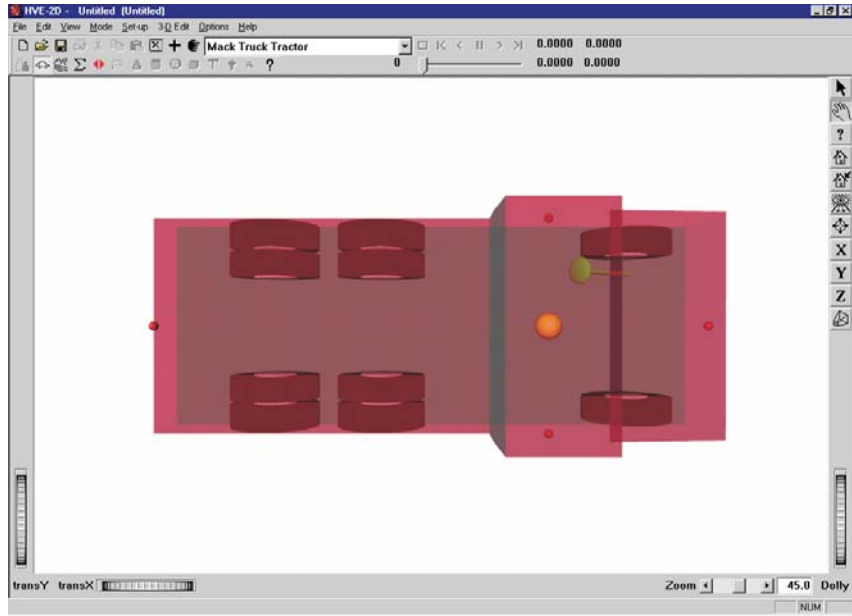 HVE-2D - Untitled (Untitled)
File Edit View Mode Set-up 3-D Edit Options Help
Mack Truck Tractor
0.0000 0.0000
? 0 0.0000 0.0000
?
X
Y
Z
transY transX
Zoom 45.0 Dolly
NUM